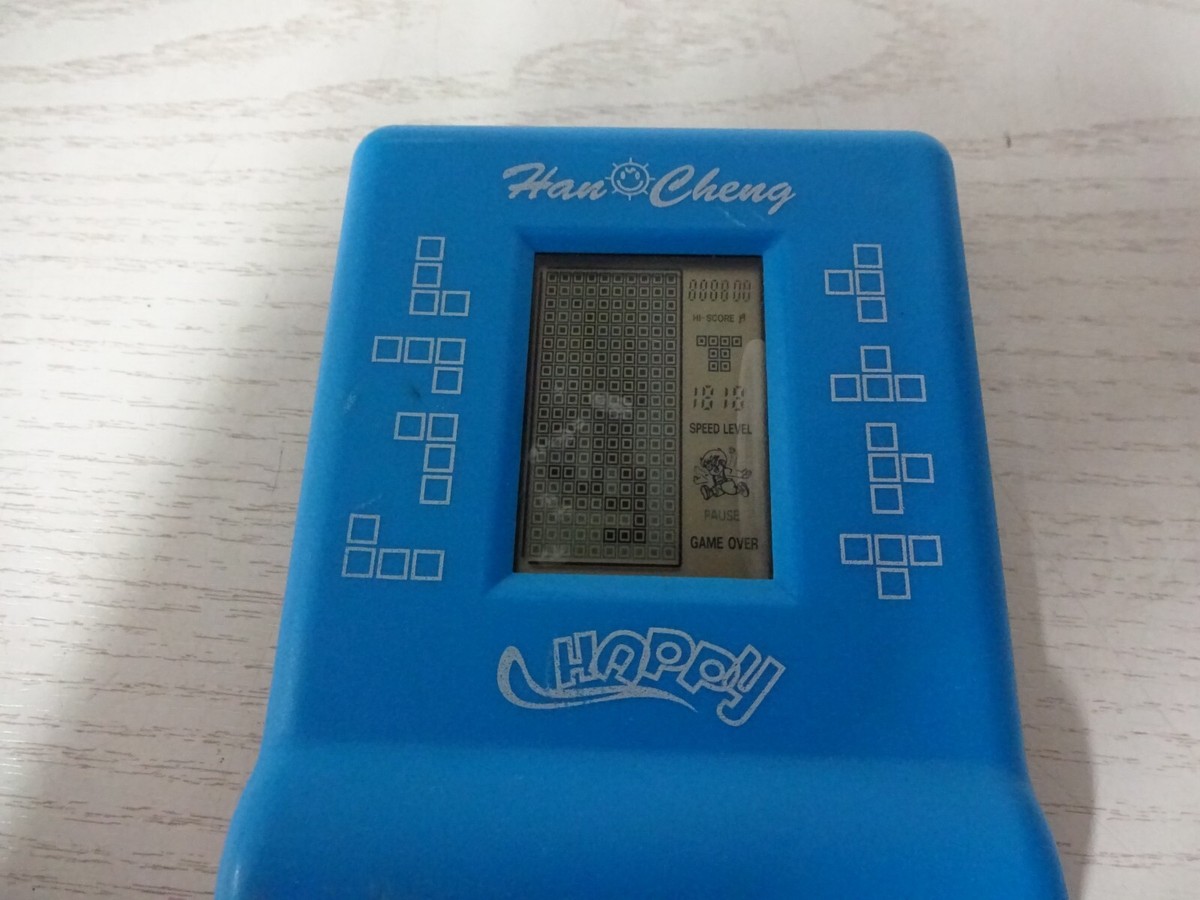 Han Cheng
000000
HI-SCORE
1818
SPEED LEVEL
PAUSE
GAME OVER
HAPPY